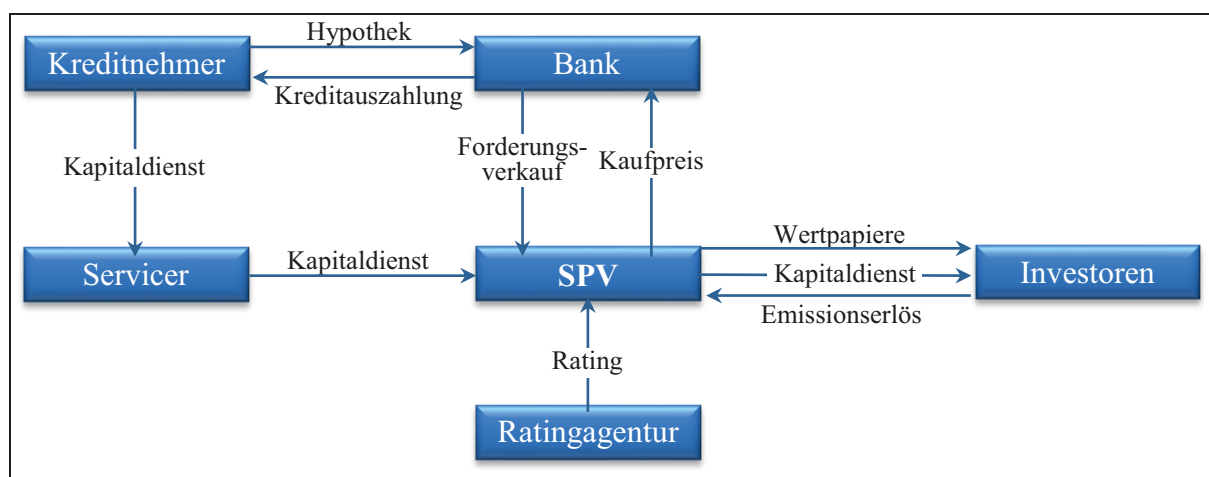 Hypothek
Kreditnehmer
Bank
Kreditauszahlung
Kapitaldienst
Forderungs-
verkauf
Kaufpreis
Servicer
Kapitaldienst
SPV
Wertpapiere
Kapitaldienst
Investoren
Emissionserlös
Rating
Ratingagentur